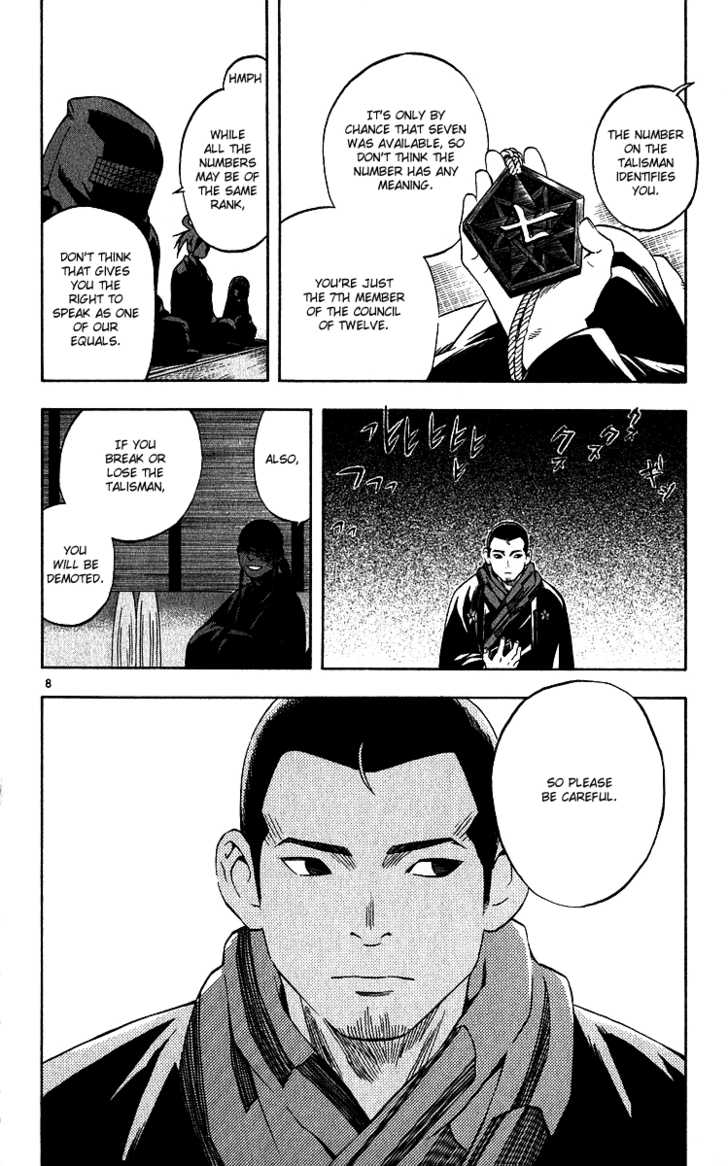 THE NUMBER
ON THE
TALISMAN
IDENTIFIES
YOU.
IT'S ONLY BY
CHANCE THAT SEVEN
WAS AVAILABLE, SO
DON'T THINK THE
NUMBER HAS ANY
MEANING.
七
YOU'RE JUST
THE 7TH MEMBER
OF THE COUNCIL
OF TWELVE.
HMPH
WHILE
ALL THE
NUMBERS
MAY BE
OF THE SAME
RANK,
DON'T THINK
THAT GIVES
YOU THE
RIGHT TO
SPEAK AS ONE
OF OUR
EQUALS.
クスクス
ALSO,
IF YOU
BREAK OR
LOSE THE
TALISMAN,
YOU
WILL BE
DEMOTED.
8
SO PLEASE
BE CAREFUL.